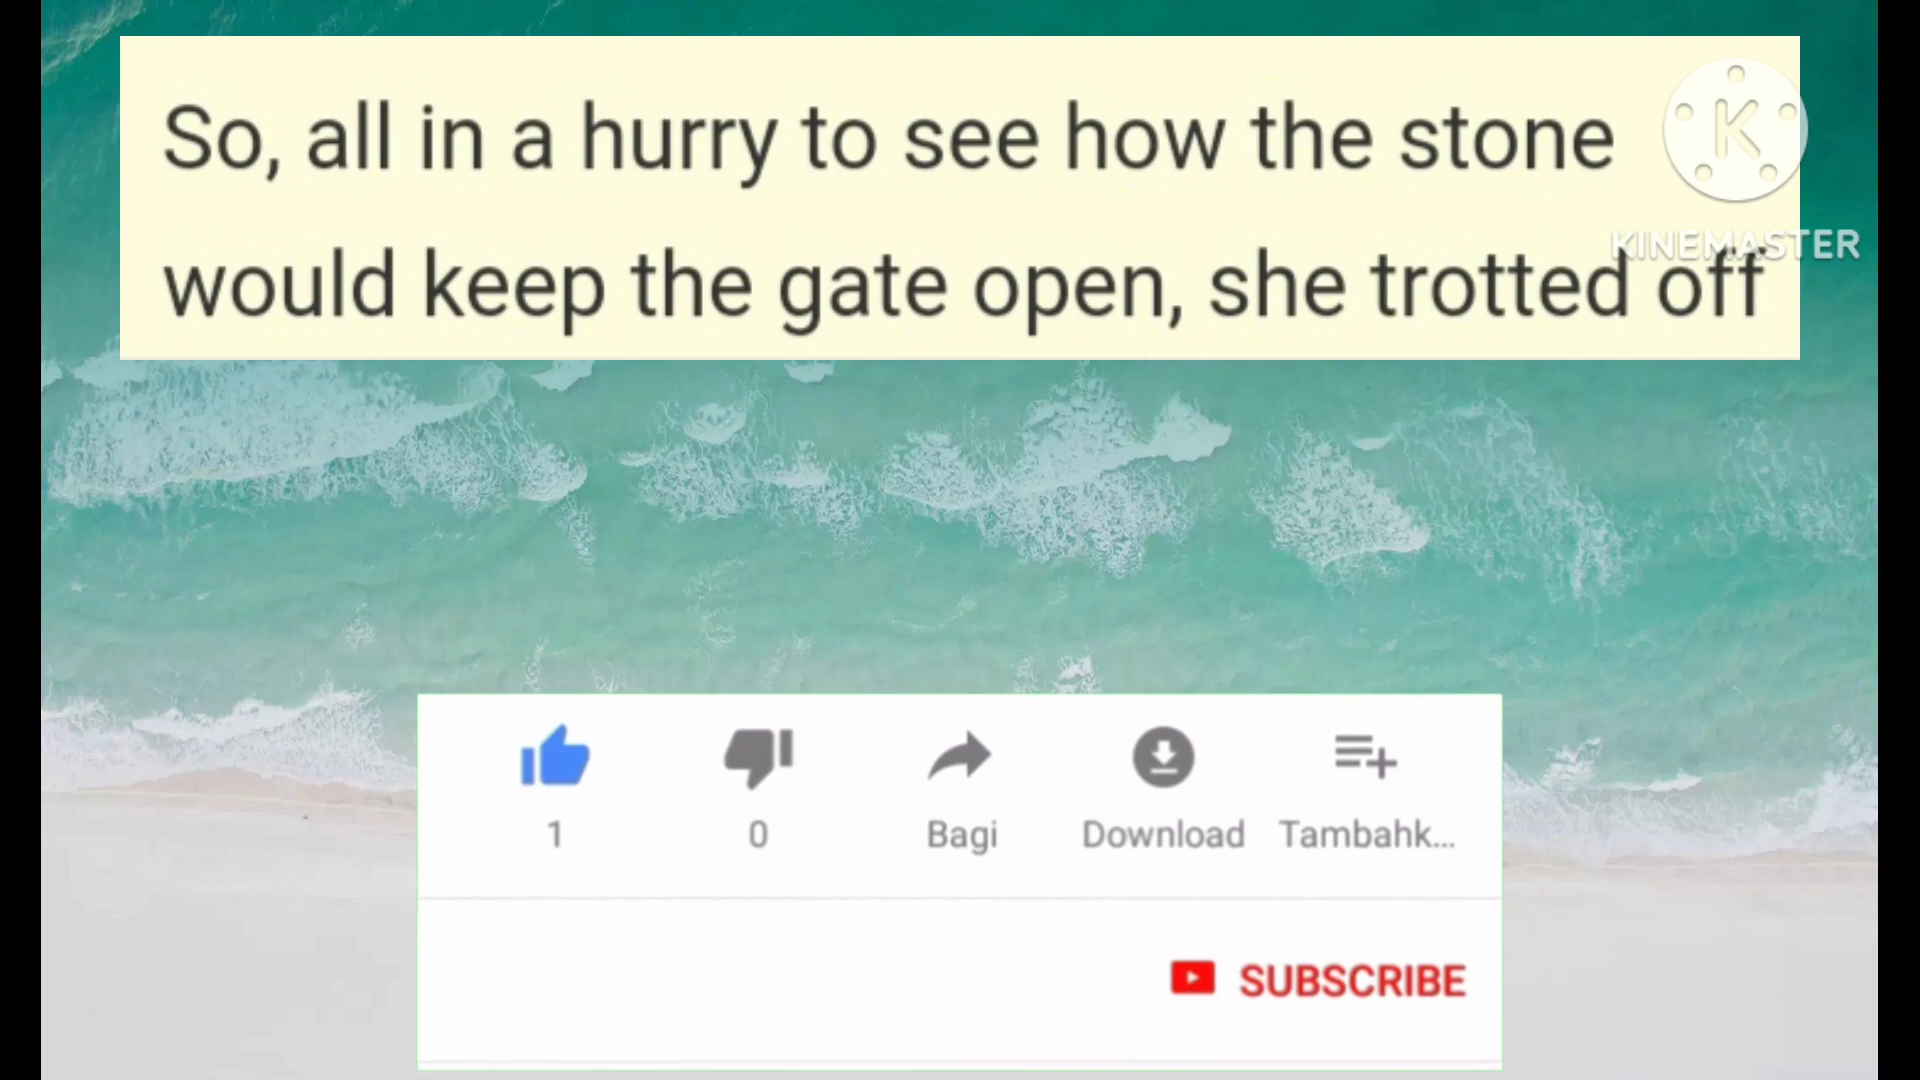 So, all in a hurry to see how the stone
would keep the gate open, she trotted off
K
KINEMASTER
1
0
Bagi
Download
Tambahk...
SUBSCRIBE